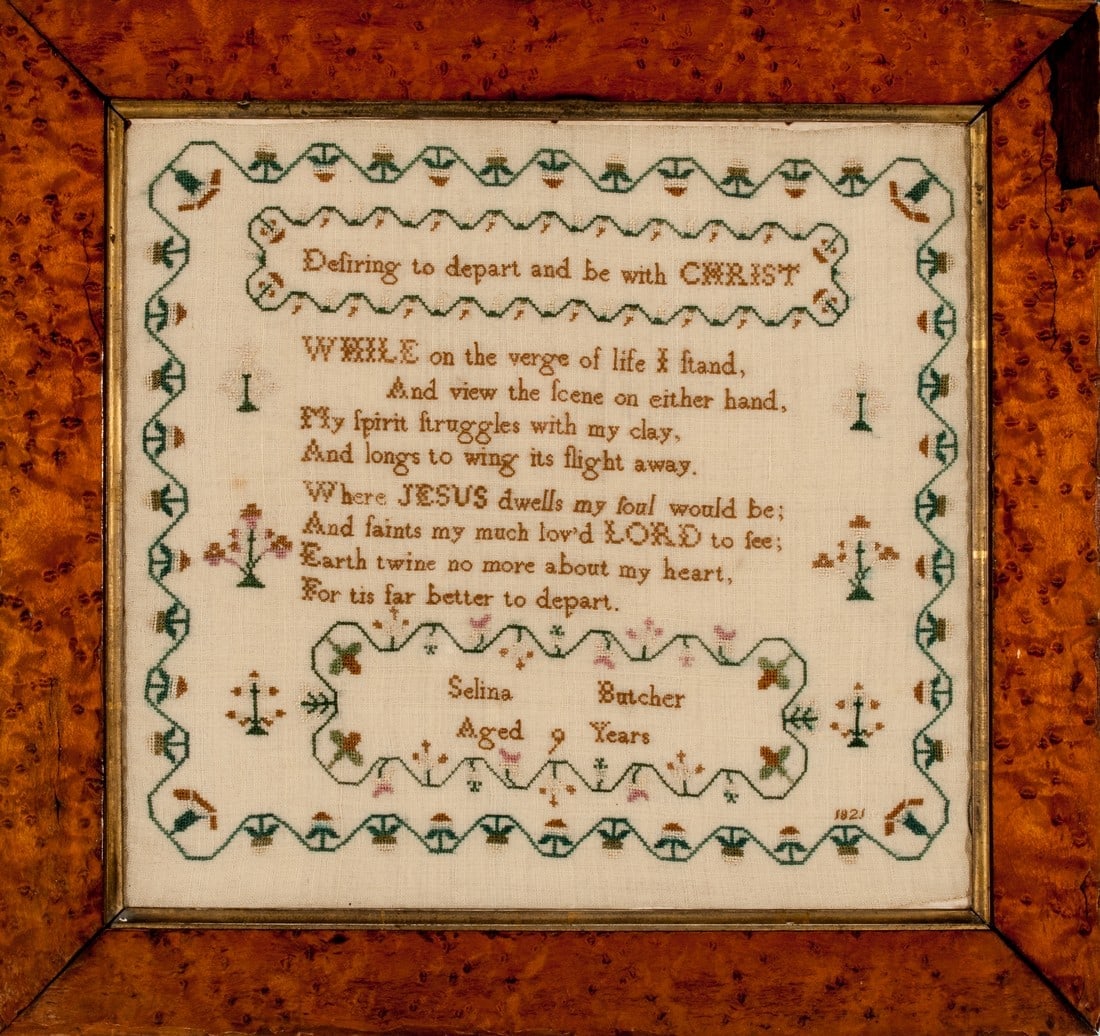 Deſiring to depart and be with CHRIST
WHILE on the verge of life I ſtand,
And view the ſcene on either hand,
My ſpirit ſtruggles with my clay,
And longs to wing its flight away.
Where JESUS dwells my ſoul would be;
And faints my much lov'd LORD to ſee;
Earth twine no more about my heart,
For tis far better to depart.
Selina Butcher
Aged 9 Years
1821